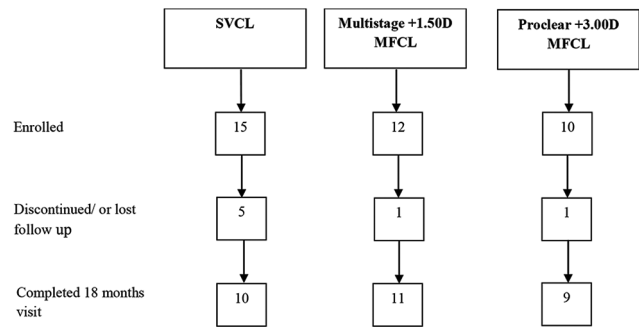 SVCL
Multistage +1.50D
MFCL
Proclear +3.00D
MFCL
Enrolled
15
12
10
Discontinued/ or lost
follow up
5
1
1
Completed 18 months
visit
10
11
9